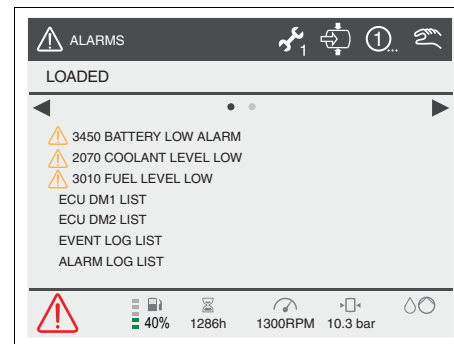 ALARMS
1
1...
LOADED
3450 BATTERY LOW ALARM
2070 COOLANT LEVEL LOW
3010 FUEL LEVEL LOW
ECU DM1 LIST
ECU DM2 LIST
EVENT LOG LIST
ALARM LOG LIST
40% 1286h 1300RPM 10.3 bar